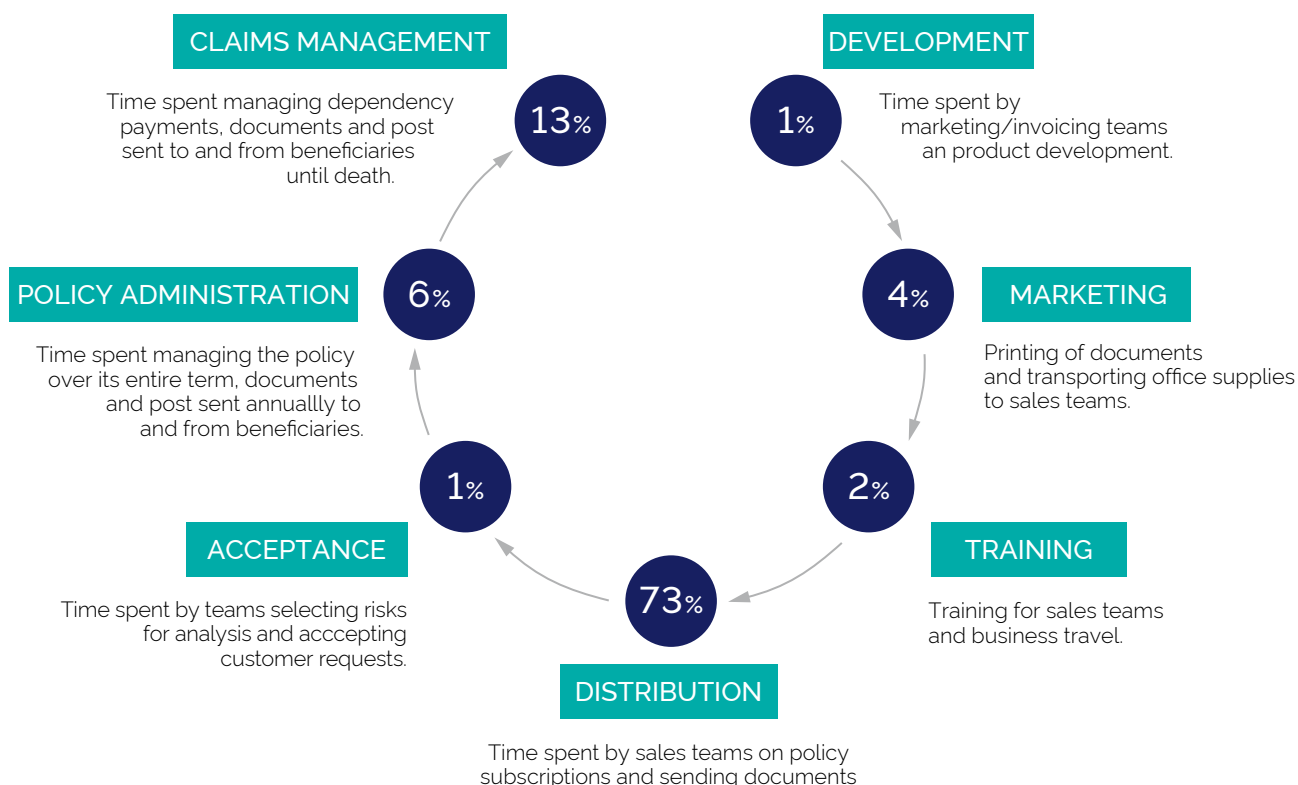 CLAIMS MANAGEMENT
Time spent managing dependency
payments, documents and post
sent to and from beneficiaries
until death.
13%
DEVELOPMENT
1%
Time spent by
marketing/invoicing teams
an product development.
POLICY ADMINISTRATION
6%
Time spent managing the policy
over its entire term, documents
and post sent annuallly to
and from beneficiaries.
4%
MARKETING
Printing of documents
and transporting office supplies
to sales teams.
1%
ACCEPTANCE
Time spent by teams selecting risks
for analysis and acccepting
customer requests.
2%
TRAINING
Training for sales teams
and business travel.
73%
DISTRIBUTION
Time spent by sales teams on policy
subscriptions and sending documents